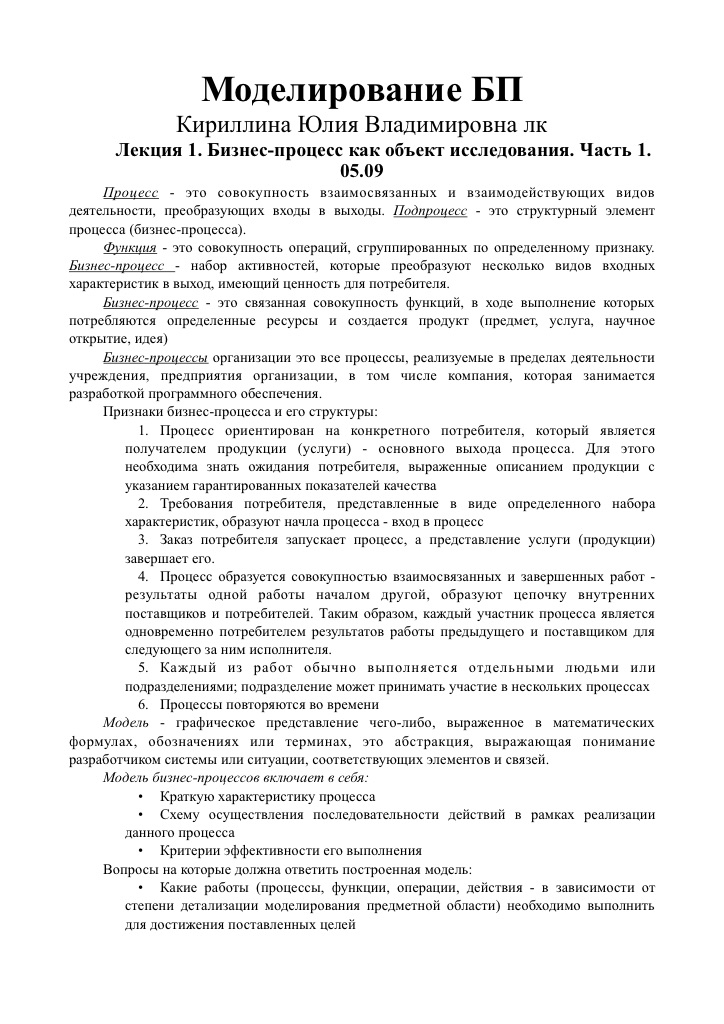 Моделирование БП
Кириллина Юлия Владимировна лк
Лекция 1. Бизнес-процесс как объект исследования. Часть 1.
05.09
Процесс - это совокупность взаимосвязанных и взаимодействующих видов
деятельности, преобразующих входы в выходы. Подпроцесс - это структурный элемент
процесса (бизнес-процесса).
Функция - это совокупность операций, сгруппированных по определенному признаку.
Бизнес-процесс - набор активностей, которые преобразуют несколько видов входных
характеристик в выход, имеющий ценность для потребителя.
Бизнес-процесс - это связанная совокупность функций, в ходе выполнение которых
потребляются определенные ресурсы и создается продукт (предмет, услуга, научное
открытие, идея)
Бизнес-процессы организации это все процессы, реализуемые в пределах деятельности
учреждения, предприятия организации, в том числе компания, которая занимается
разработкой программного обеспечения.
Признаки бизнес-процесса и его структуры:
1. Процесс ориентирован на конкретного потребителя, который является
получателем продукции (услуги) - основного выхода процесса. Для этого
необходима знать ожидания потребителя, выраженные описанием продукции с
указанием гарантированных показателей качества
2. Требования потребителя, представленные в виде определенного набора
характеристик, образуют начла процесса - вход в процесс
3. Заказ потребителя запускает процесс, а представление услуги (продукции)
завершает его.
4. Процесс образуется совокупностью взаимосвязанных и завершенных работ -
результаты одной работы началом другой, образуют цепочку внутренних
поставщиков и потребителей. Таким образом, каждый участник процесса является
одновременно потребителем результатов работы предыдущего и поставщиком для
следующего за ним исполнителя.
5. Каждый из работ обычно выполняется отдельными людьми или
подразделениями; подразделение может принимать участие в нескольких процессах
6. Процессы повторяются во времени
Модель - графическое представление чего-либо, выраженное в математических
формулах, обозначениях или терминах, это абстракция, выражающая понимание
разработчиком системы или ситуации, соответствующих элементов и связей.
Модель бизнес-процессов включает в себя:
• Краткую характеристику процесса
• Схему осуществления последовательности действий в рамках реализации
данного процесса
• Критерии эффективности его выполнения
Вопросы на которые должна ответить построенная модель:
• Какие работы (процессы, функции, операции, действия - в зависимости от
степени детализации моделирования предметной области) необходимо выполнить
для достижения поставленных целей